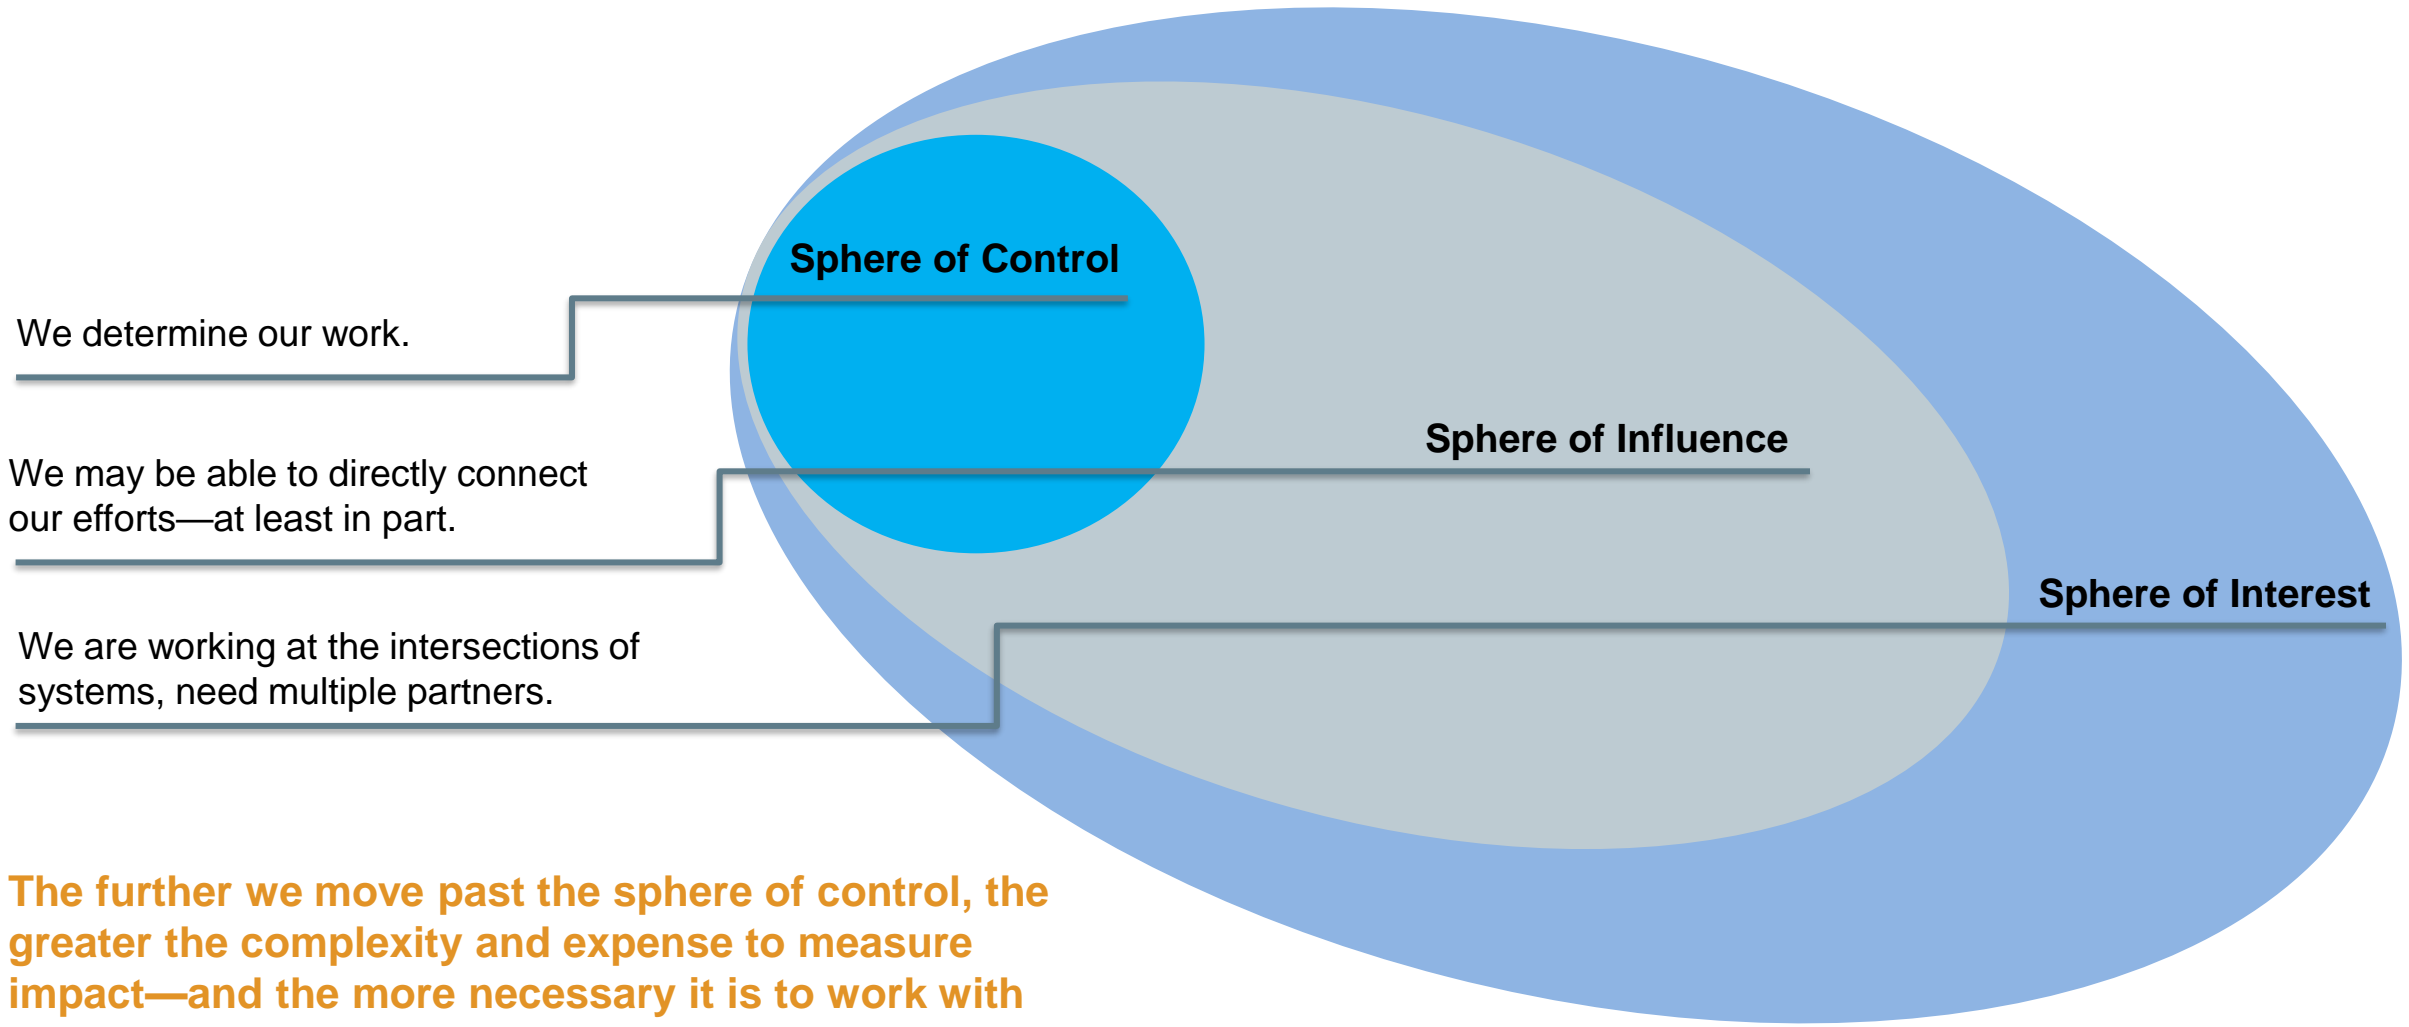 Sphere of Control
We determine our work.
Sphere of Influence
We may be able to directly connect
our efforts—at least in part.
Sphere of Interest
We are working at the intersections of
systems, need multiple partners.
The further we move past the sphere of control, the
greater the complexity and expense to measure
impact—and the more necessary it is to work with